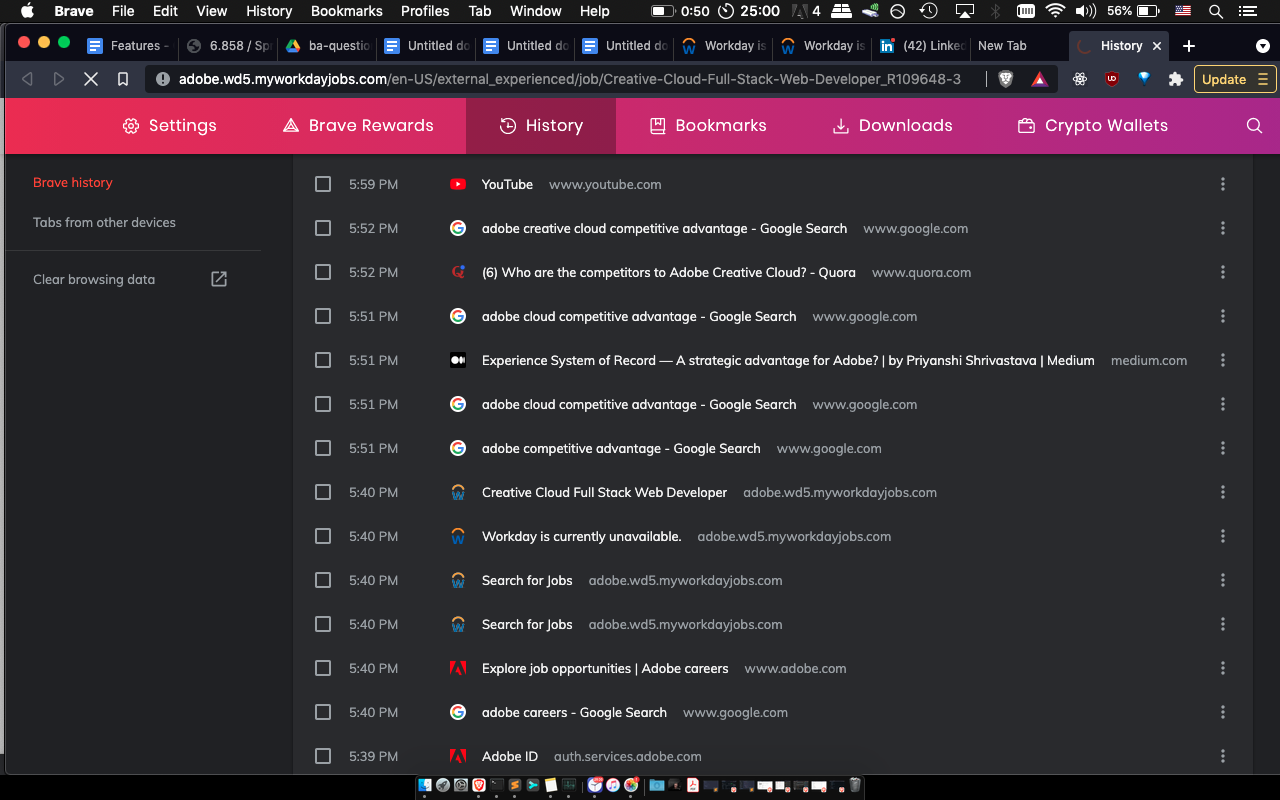 Brave File Edit View History Bookmarks Profiles Tab Window Help 0:50 25:00 4 56%
Features - 6.858 / Spr ba-questio Untitled do Untitled do Untitled do Workday is Workday is (42) Linked New Tab History
adobe.wd5.myworkdayjobs.com/en-US/external_experienced/job/Creative-Cloud-Full-Stack-Web-Developer_R109648-3 Update
Settings Brave Rewards History Bookmarks Downloads Crypto Wallets
Brave history
Tabs from other devices
Clear browsing data
5:59 PM YouTube www.youtube.com
5:52 PM adobe creative cloud competitive advantage - Google Search www.google.com
5:52 PM (6) Who are the competitors to Adobe Creative Cloud? - Quora www.quora.com
5:51 PM adobe cloud competitive advantage - Google Search www.google.com
5:51 PM Experience System of Record — A strategic advantage for Adobe? | by Priyanshi Shrivastava | Medium medium.com
5:51 PM adobe cloud competitive advantage - Google Search www.google.com
5:51 PM adobe competitive advantage - Google Search www.google.com
5:40 PM Creative Cloud Full Stack Web Developer adobe.wd5.myworkdayjobs.com
5:40 PM Workday is currently unavailable. adobe.wd5.myworkdayjobs.com
5:40 PM Search for Jobs adobe.wd5.myworkdayjobs.com
5:40 PM Search for Jobs adobe.wd5.myworkdayjobs.com
5:40 PM Explore job opportunities | Adobe careers www.adobe.com
5:40 PM adobe careers - Google Search www.google.com
5:39 PM Adobe ID auth.services.adobe.com